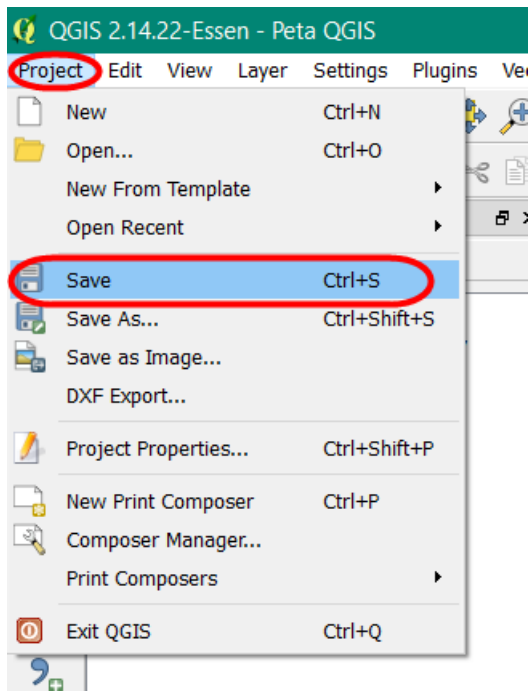 QGIS 2.14.22-Essen - Peta QGIS
Project Edit View Layer Settings Plugins
New Ctrl+N
Open... Ctrl+O
New From Template
Open Recent
Save Ctrl+S
Save As... Ctrl+Shift+S
Save as Image...
DXF Export...
Project Properties... Ctrl+Shift+P
New Print Composer Ctrl+P
Composer Manager...
Print Composers
Exit QGIS Ctrl+Q